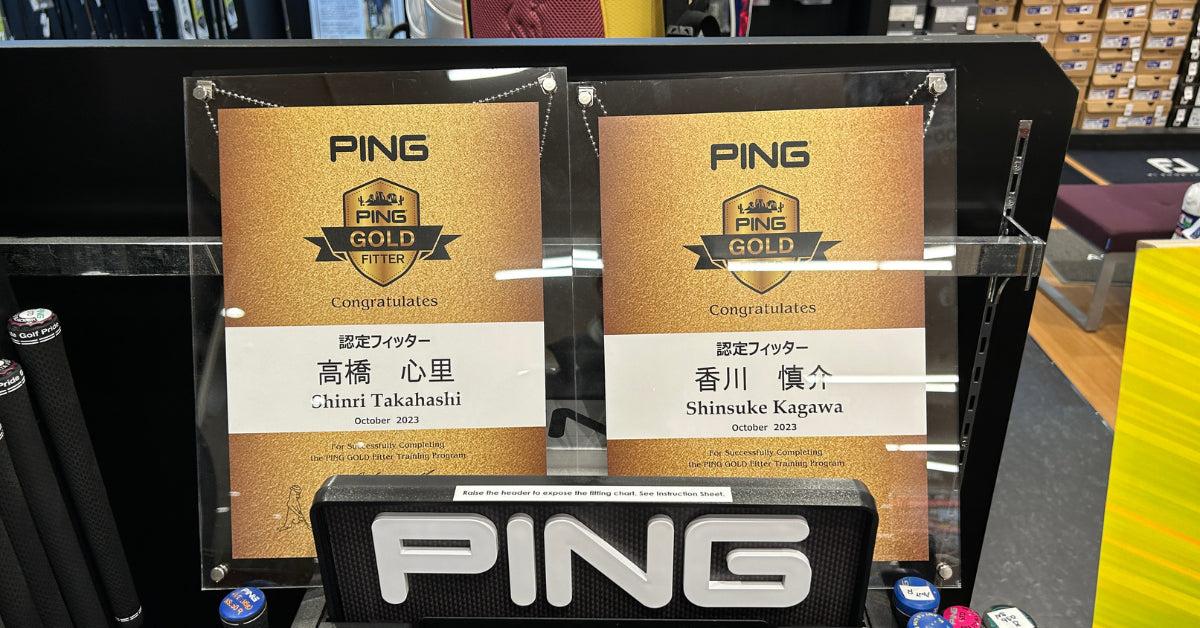 PING
PING
GOLD
FITTER
Congratulates
認定フィッター
高橋 心里
Shinri Takahashi
October 2023
For Successfully Completing
the PING GOLD Fitter Training Program
PING
PING
GOLD
Congratulates
認定フィッター
香川 慎介
Shinsuke Kagawa
October 2023
For Successfully Completing
the PING GOLD Fitter Training Program
Raise the header to expose the fitting chart. See Instruction Sheet.
PING
Golf Pride
Pride